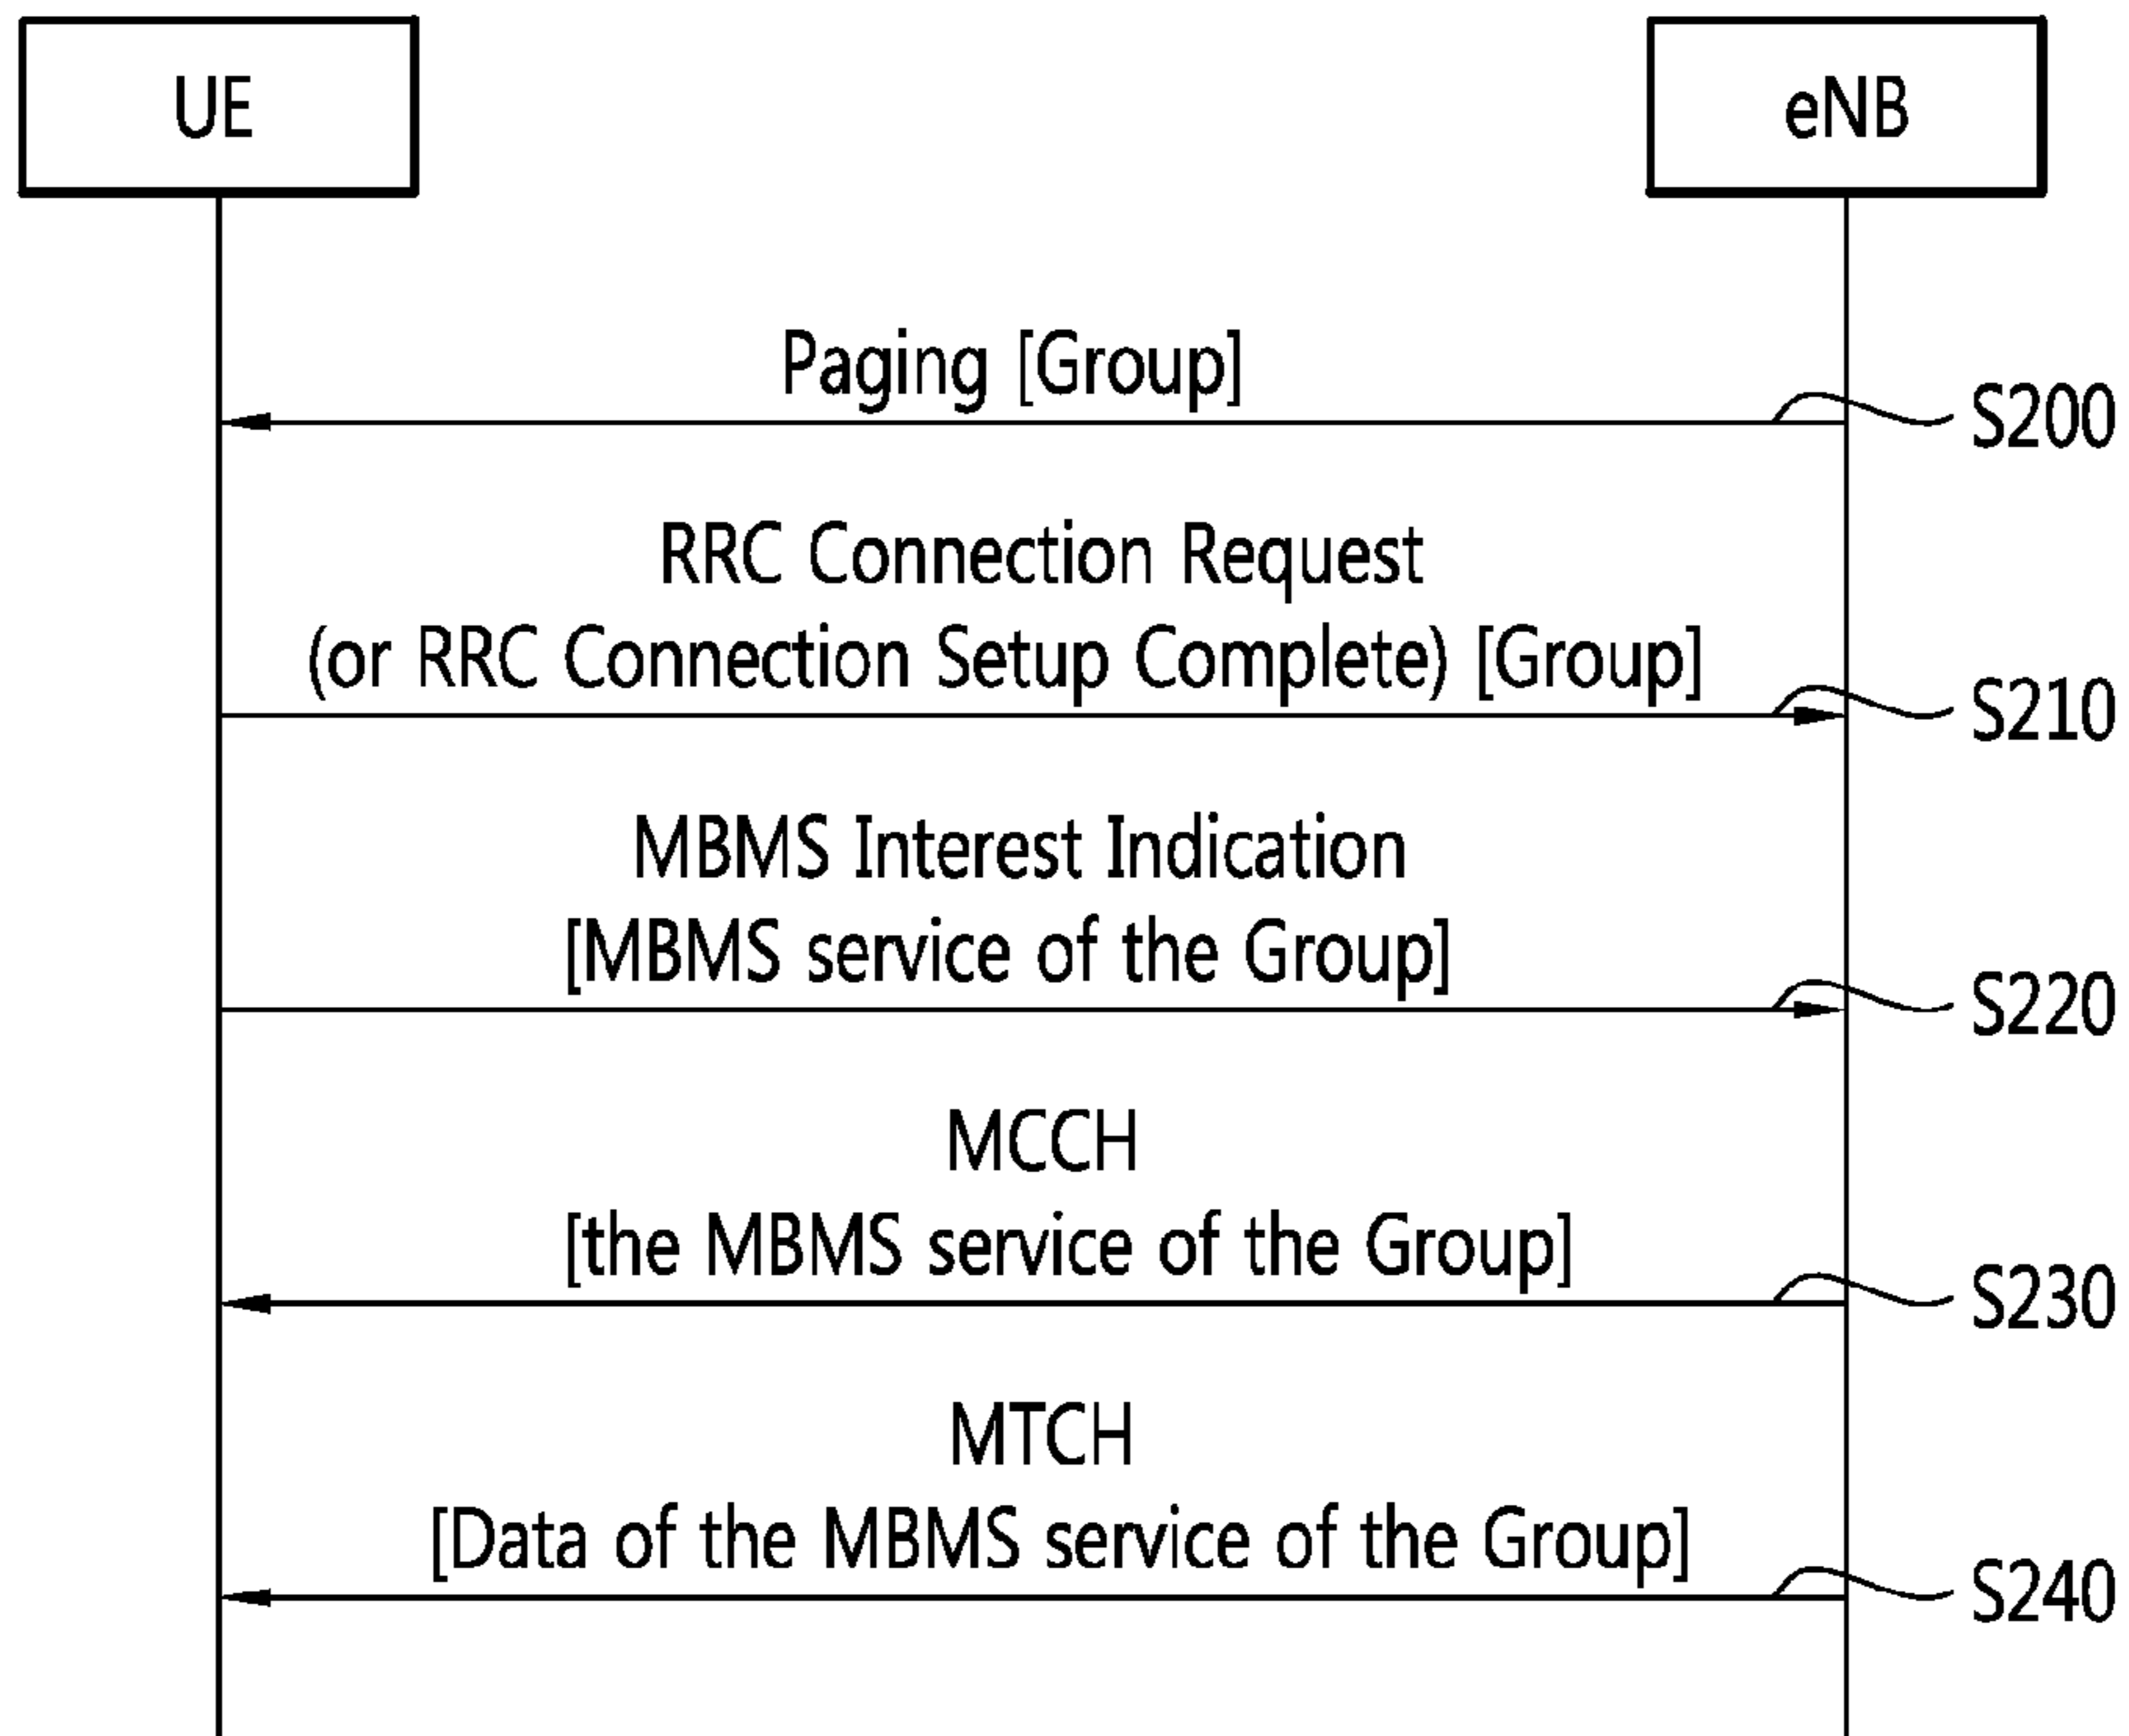 UE
eNB
Paging [Group]
S200
RRC Connection Request
(or RRC Connection Setup Complete) [Group]
S210
MBMS Interest Indication
[MBMS service of the Group]
S220
MCCH
[the MBMS service of the Group]
S230
MTCH
[Data of the MBMS service of the Group]
S240